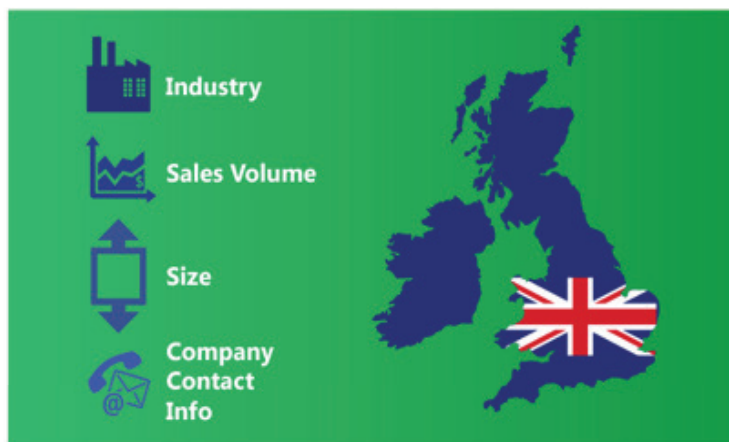 Industry
Sales Volume
$
Size
Company
Contact
@
Info